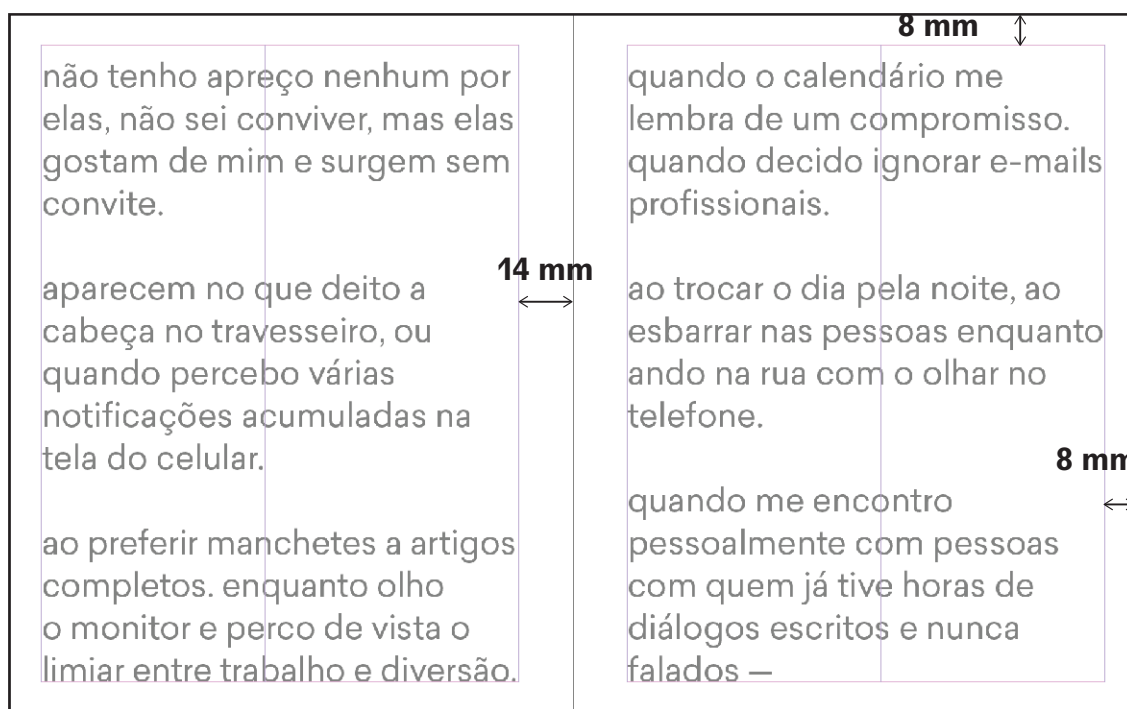 não tenho apreço nenhum por
elas, não sei conviver, mas elas
gostam de mim e surgem sem
convite.
aparecem no que deito a
cabeça no travesseiro, ou
quando percebo várias
notificações acumuladas na
tela do celular.
ao preferir manchetes a artigos
completos. enquanto olho
o monitor e perco de vista o
limiar entre trabalho e diversão.
14 mm
8 mm
quando o calendário me
lembra de um compromisso.
quando decido ignorar e-mails
profissionais.
ao trocar o dia pela noite, ao
esbarrar nas pessoas enquanto
ando na rua com o olhar no
telefone.
8 mm
quando me encontro
pessoalmente com pessoas
com quem já tive horas de
diálogos escritos e nunca
falados —